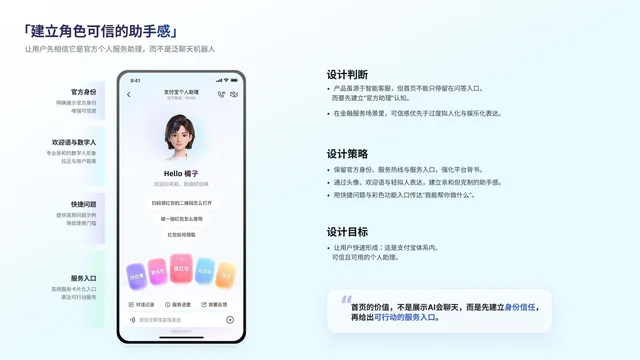 「建立角色可信的助手感」
让用户先相信它是官方个人服务助理，而不是泛聊天机器人
官方身份
明确展示官方身份
增强可信度
欢迎语与数字人
专业亲和的数字人形象
拉近与用户距离
快捷问题
提供高频问题示例
降低使用门槛
服务入口
高频服务卡片化入口
表达可行动服务
9:41
支付宝个人助理
Hello 橘子
扫码领红包的二维码怎么打开
碰一碰红包怎么使用
红包如何领取
领红包
对话记录
服务进度
我要反馈
设计判断
• 产品虽源于智能客服，但首页不能只停留在问答入口，
而要先建立“官方助理”认知。
• 在金融服务场景里，可信感优先于过度拟人化与娱乐化表达。
设计策略
• 保留官方身份、服务热线与服务入口，强化平台背书。
• 通过头像、欢迎语与轻拟人表达，建立亲和但克制的助手感。
• 用快捷问题与彩色功能入口传达“我能帮你做什么”。
设计目标
• 让用户快速形成：这是支付宝体系内、
可信且可用的个人助理。
首页的价值，不是展示AI会聊天，而是先建立身份信任，
再给出可行动的服务入口。